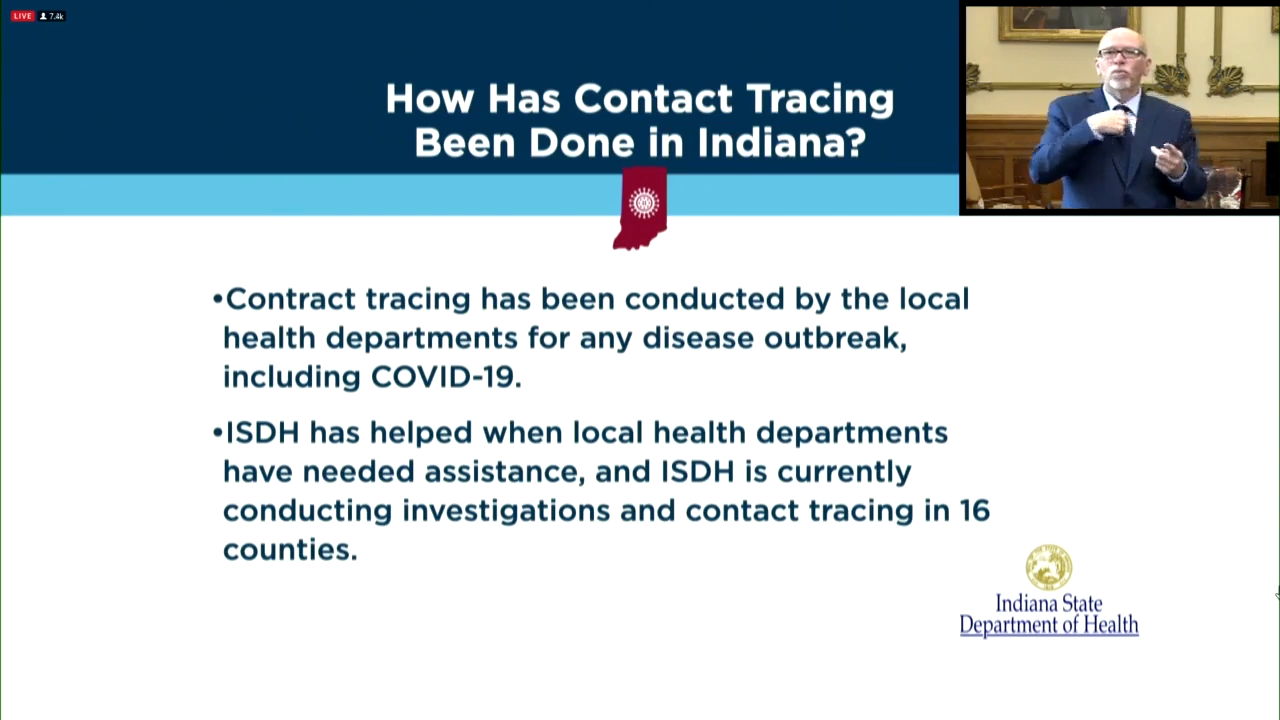 LIVE 7.4k
How Has Contact Tracing
Been Done in Indiana?
•Contract tracing has been conducted by the local
health departments for any disease outbreak,
including COVID-19.
•ISDH has helped when local health departments
have needed assistance, and ISDH is currently
conducting investigations and contact tracing in 16
counties.
Indiana State
Department of Health